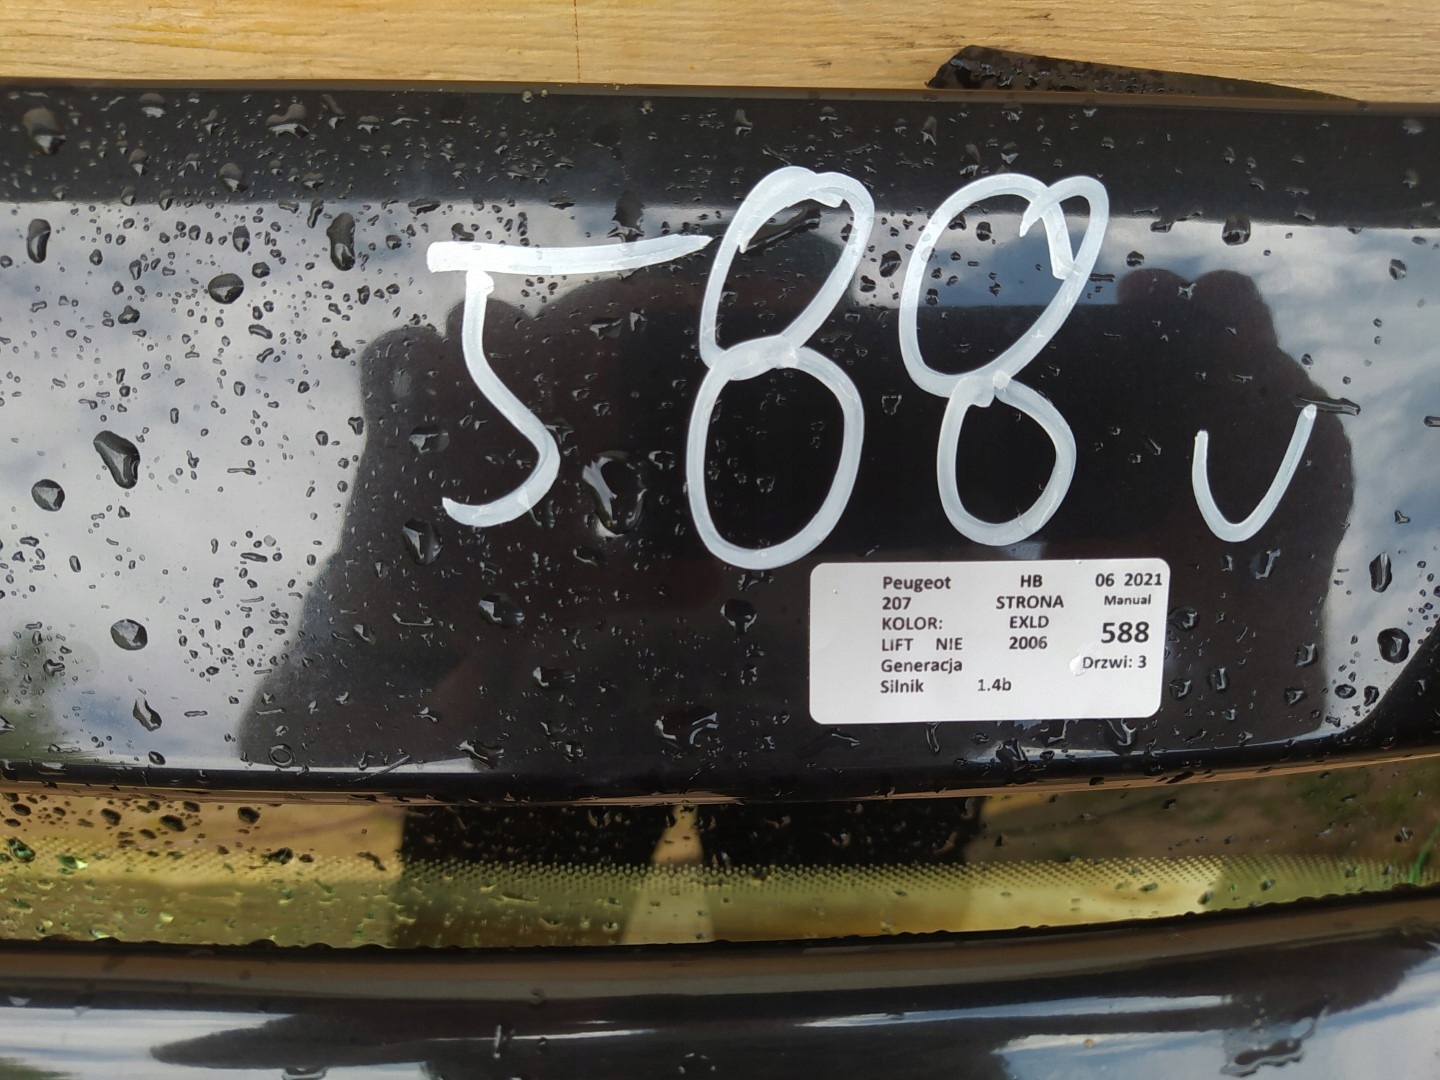 588 U
Peugeot HB 06 2021
207 STRONA Manual
KOLOR: EXLD 588
LIFT NIE 2006
Generacja Drzwi: 3
Silnik 1.4b